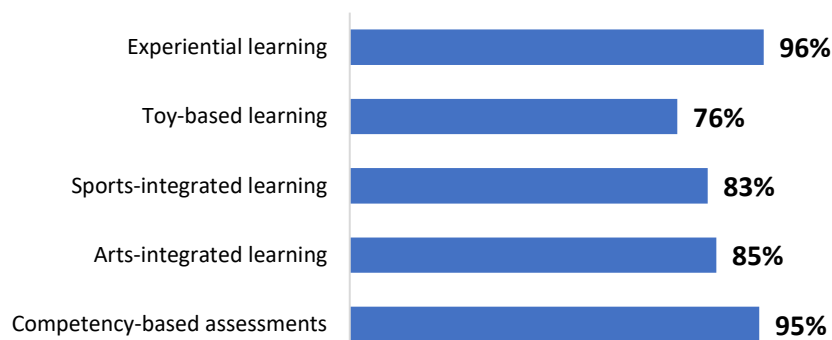 Experiential learning 96%
Toy-based learning 76%
Sports-integrated learning 83%
Arts-integrated learning 85%
Competency-based assessments 95%